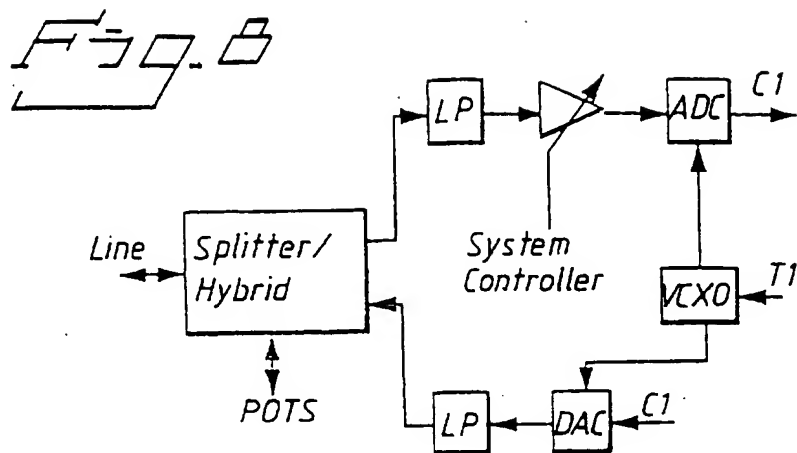 Fig. 8
LP
ADC
C1
Line
Splitter/
Hybrid
System
Controller
VCXO
T1
POTS
LP
DAC
C1